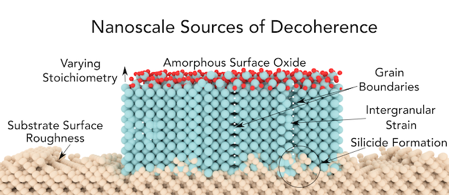 Nanoscale Sources of Decoherence
Varying
Stoichiometry
Amorphous Surface Oxide
Grain
Boundaries
Intergranular
Strain
Silicide Formation
Substrate Surface
Roughness